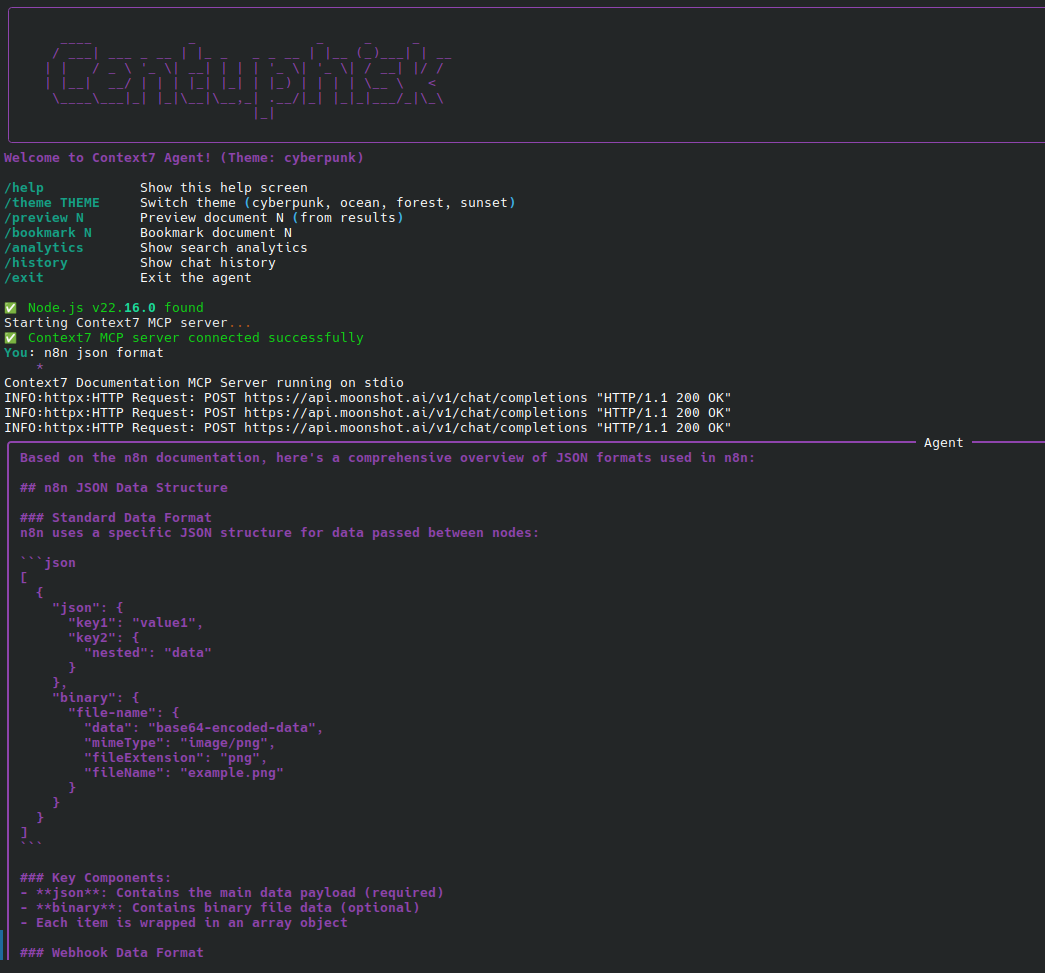 ____            _               _     _     _
 / ___| ___ _ __ | |_ _   _ _ __ | |__ (_)___| | __
| |   / _ \ '_ \| __| | | | '_ \| '_ \| / __| |/ /
| |__|  __/ | | | |_| |_| | |_) | | | | \__ \   <
 \____\___|_| |_|\__|\__,_| .__/|_| |_|_|___/_|\_\
                          |_|
Welcome to Context7 Agent! (Theme: cyberpunk)
/help Show this help screen
/theme THEME Switch theme (cyberpunk, ocean, forest, sunset)
/preview N Preview document N (from results)
/bookmark N Bookmark document N
/analytics Show search analytics
/history Show chat history
/exit Exit the agent
✅ Node.js v22.16.0 found
Starting Context7 MCP server...
✅ Context7 MCP server connected successfully
You: n8n json format
*
Context7 Documentation MCP Server running on stdio
INFO:httpx:HTTP Request: POST https://api.moonshot.ai/v1/chat/completions "HTTP/1.1 200 OK"
INFO:httpx:HTTP Request: POST https://api.moonshot.ai/v1/chat/completions "HTTP/1.1 200 OK"
INFO:httpx:HTTP Request: POST https://api.moonshot.ai/v1/chat/completions "HTTP/1.1 200 OK"
Agent
Based on the n8n documentation, here's a comprehensive overview of JSON formats used in n8n:
## n8n JSON Data Structure
### Standard Data Format
n8n uses a specific JSON structure for data passed between nodes:
```json
[
  {
    "json": {
      "key1": "value1",
      "key2": {
        "nested": "data"
      }
    },
    "binary": {
      "file-name": {
        "data": "base64-encoded-data",
        "mimeType": "image/png",
        "fileExtension": "png",
        "fileName": "example.png"
      }
    }
  }
]
```
### Key Components:
- **json**: Contains the main data payload (required)
- **binary**: Contains binary file data (optional)
- Each item is wrapped in an array object
### Webhook Data Format